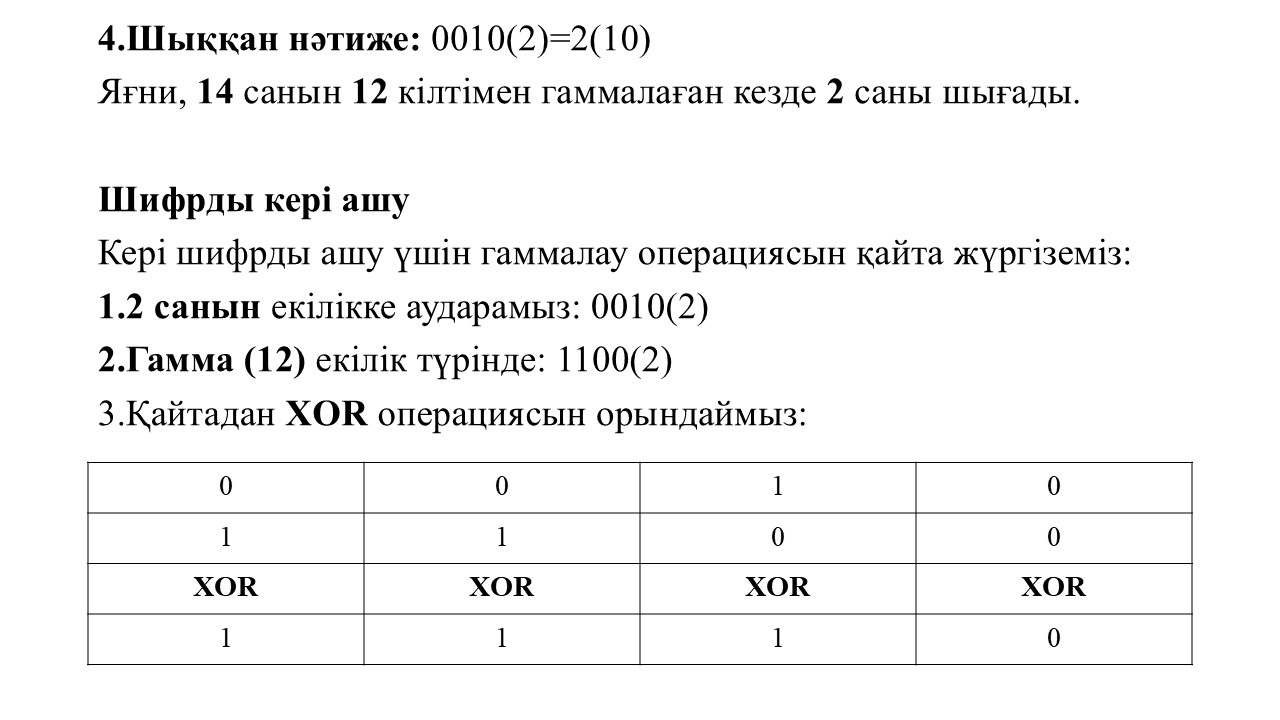 4.Шыққан нәтиже: 0010(2)=2(10)
Яғни, 14 санын 12 кілтімен гаммалаған кезде 2 саны шығады.
Шифрды кері ашу
Кері шифрды ашу үшін гаммалау операциясын қайта жүргіземіз:
1.2 санын екілікке аударамыз: 0010(2)
2.Гамма (12) екілік түрінде: 1100(2)
3.Қайтадан XOR операциясын орындаймыз:
0 0 1 0
1 1 0 0
XOR XOR XOR XOR
1 1 1 0